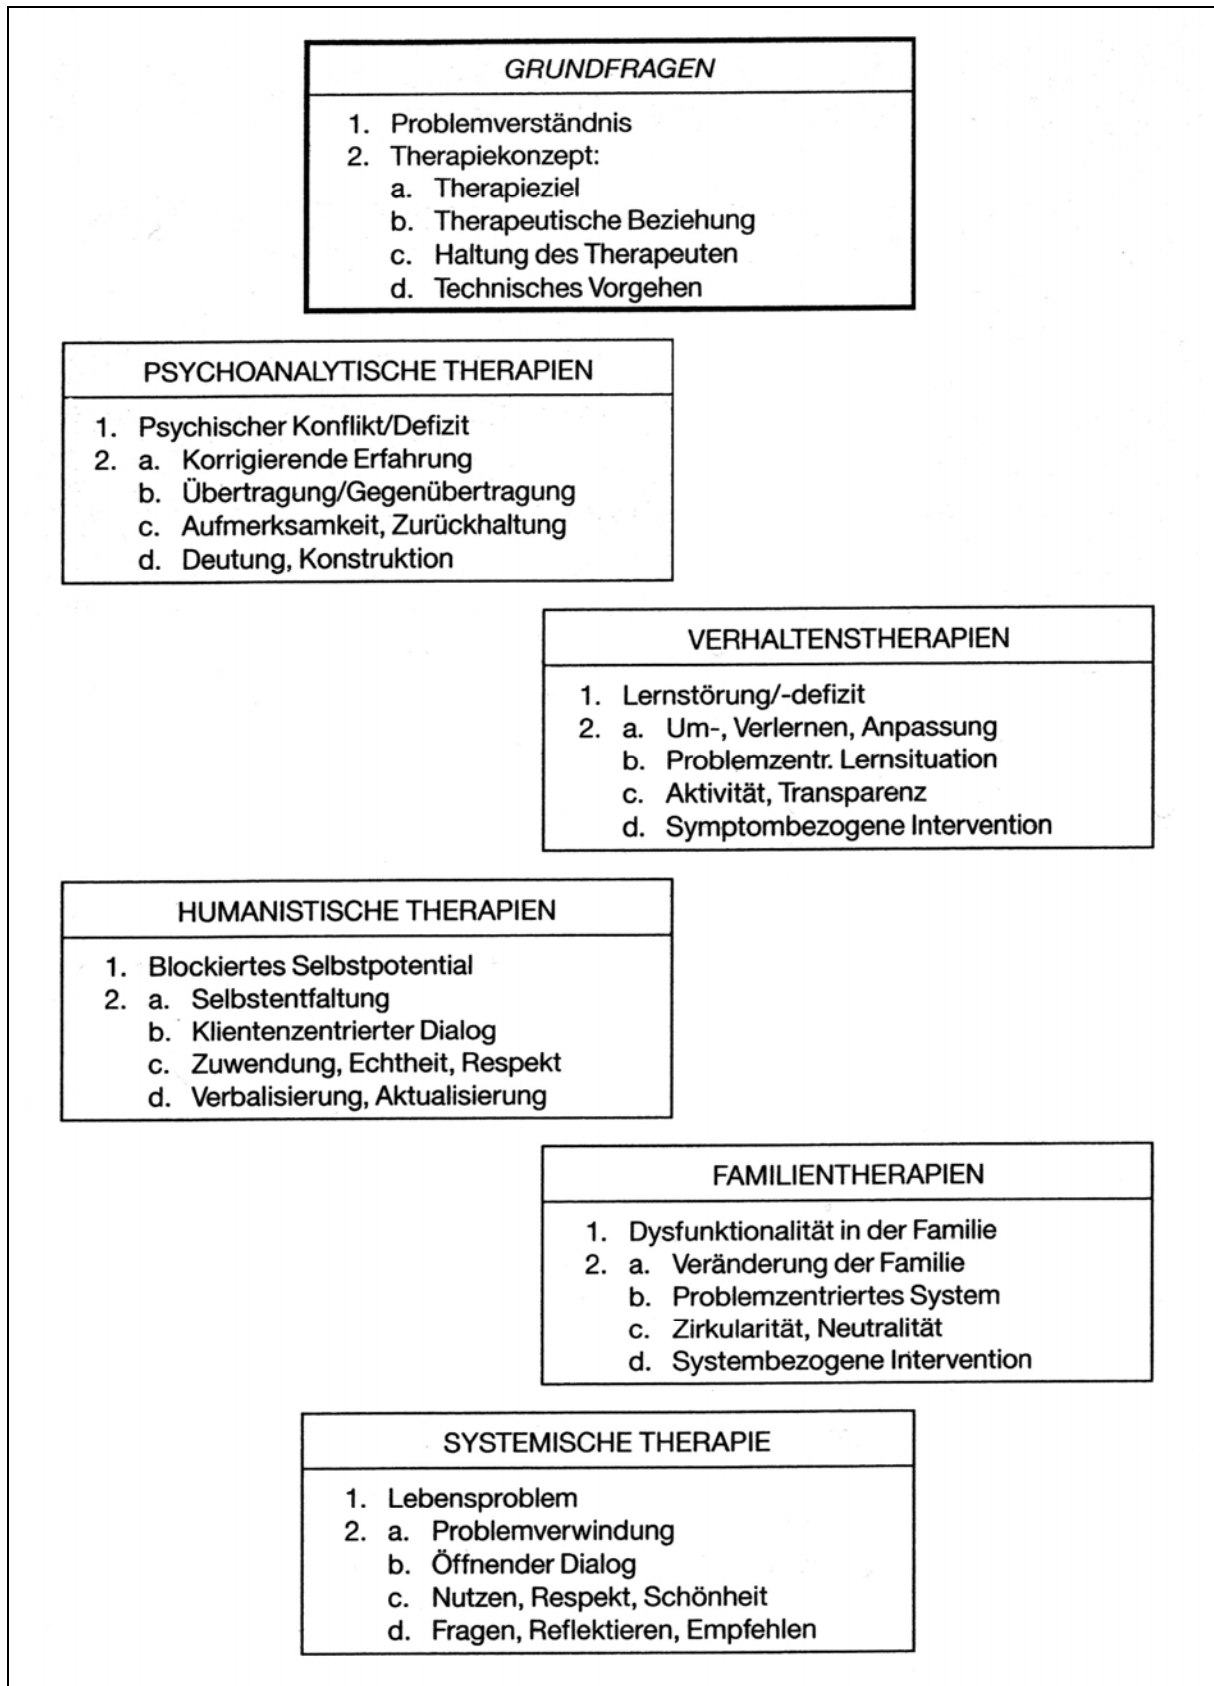 GRUNDFRAGEN
1. Problemverständnis
2. Therapiekonzept:
a. Therapieziel
b. Therapeutische Beziehung
c. Haltung des Therapeuten
d. Technisches Vorgehen
PSYCHOANALYTISCHE THERAPIEN
1. Psychischer Konflikt/Defizit
2. a. Korrigierende Erfahrung
b. Übertragung/Gegenübertragung
c. Aufmerksamkeit, Zurückhaltung
d. Deutung, Konstruktion
VERHALTENSTHERAPIEN
1. Lernstörung/-defizit
2. a. Um-, Verlernen, Anpassung
b. Problemzentr. Lernsituation
c. Aktivität, Transparenz
d. Symptombezogene Intervention
HUMANISTISCHE THERAPIEN
1. Blockiertes Selbstpotential
2. a. Selbstentfaltung
b. Klientenzentrierter Dialog
c. Zuwendung, Echtheit, Respekt
d. Verbalisierung, Aktualisierung
FAMILIENTHERAPIEN
1. Dysfunktionalität in der Familie
2. a. Veränderung der Familie
b. Problemzentriertes System
c. Zirkularität, Neutralität
d. Systembezogene Intervention
SYSTEMISCHE THERAPIE
1. Lebensproblem
2. a. Problemverwindung
b. Öffnender Dialog
c. Nutzen, Respekt, Schönheit
d. Fragen, Reflektieren, Empfehlen